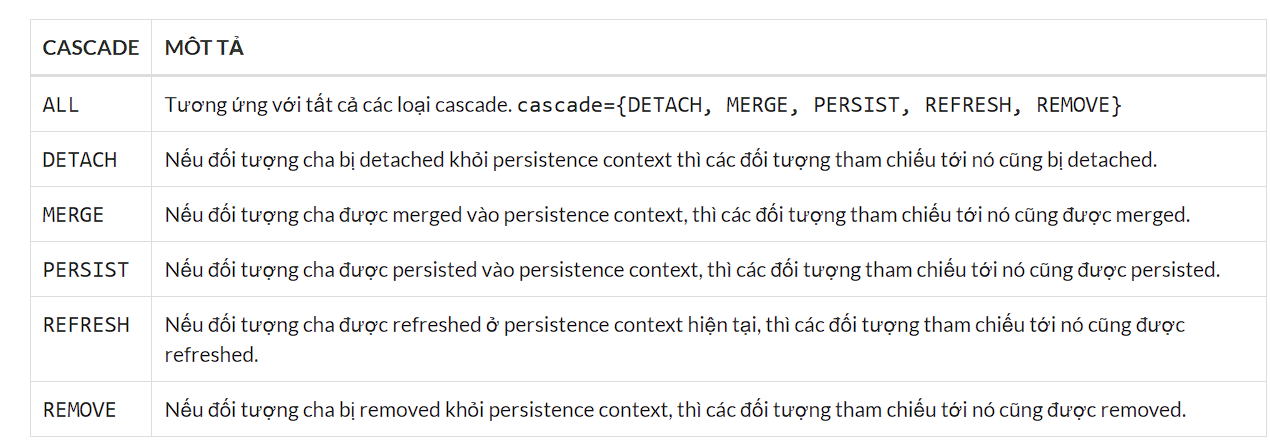 CASCADE MÔT TẢ
ALL Tương ứng với tất cả các loại cascade. cascade={DETACH, MERGE, PERSIST, REFRESH, REMOVE}
DETACH Nếu đối tượng cha bị detached khỏi persistence context thì các đối tượng tham chiếu tới nó cũng bị detached.
MERGE Nếu đối tượng cha được merged vào persistence context, thì các đối tượng tham chiếu tới nó cũng được merged.
PERSIST Nếu đối tượng cha được persisted vào persistence context, thì các đối tượng tham chiếu tới nó cũng được persisted.
REFRESH Nếu đối tượng cha được refreshed ở persistence context hiện tại, thì các đối tượng tham chiếu tới nó cũng được
refreshed.
REMOVE Nếu đối tượng cha bị removed khỏi persistence context, thì các đối tượng tham chiếu tới nó cũng được removed.